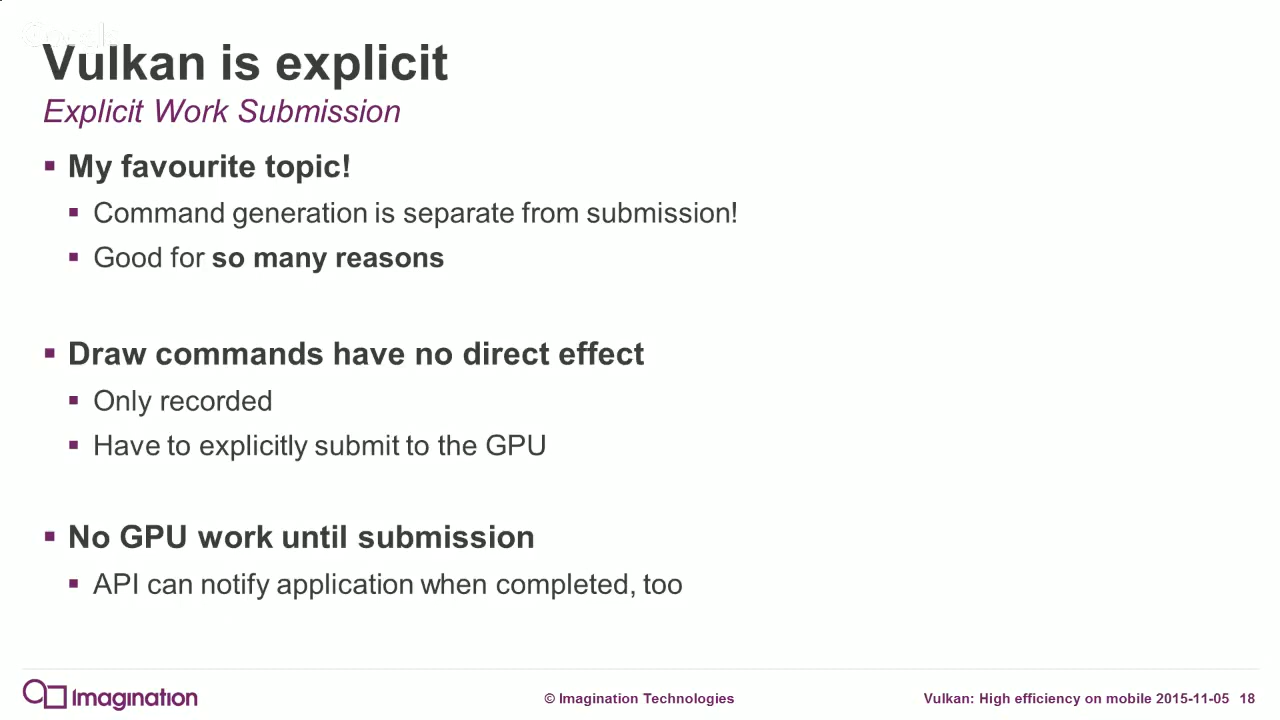 Vulkan is explicit
Explicit Work Submission
My favourite topic!
Command generation is separate from submission!
Good for so many reasons
Draw commands have no direct effect
Only recorded
Have to explicitly submit to the GPU
No GPU work until submission
API can notify application when completed, too
Imagination
© Imagination Technologies
Vulkan: High efficiency on mobile 2015-11-05 18